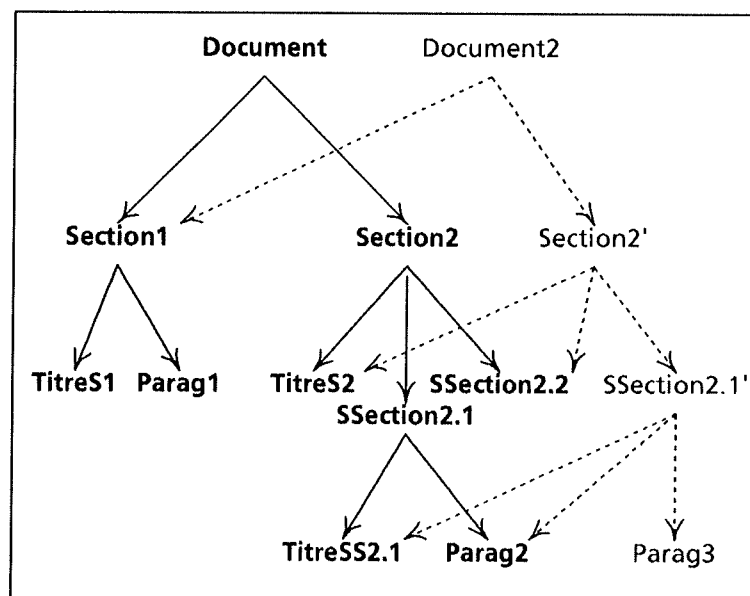 Document Document2
Section1 Section2 Section2'
TitreS1 Parag1 TitreS2 SSection2.2 SSection2.1'
SSection2.1
TitreSS2.1 Parag2 Parag3